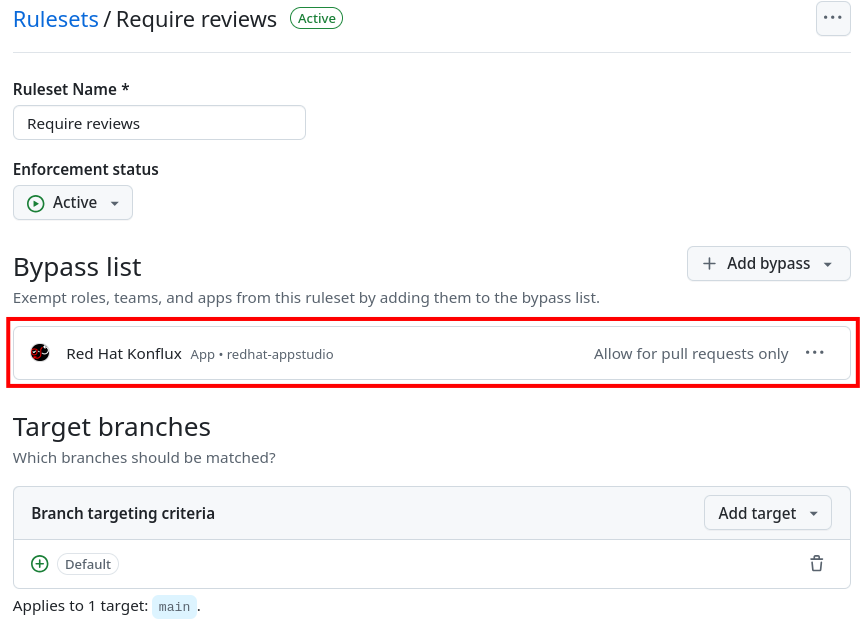 Rulesets / Require reviews Active
Ruleset Name *
Require reviews
Enforcement status
Active
Bypass list
Add bypass
Exempt roles, teams, and apps from this ruleset by adding them to the bypass list.
Red Hat Konflux App • redhat-appstudio Allow for pull requests only
Target branches
Which branches should be matched?
Branch targeting criteria Add target
Default
Applies to 1 target: main.